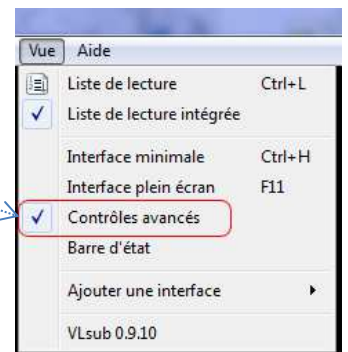 Vue Aide
Liste de lecture Ctrl+L
Liste de lecture intégrée
Interface minimale Ctrl+H
Interface plein écran F11
Contrôles avancés
Barre d'état
Ajouter une interface
VLsub 0.9.10